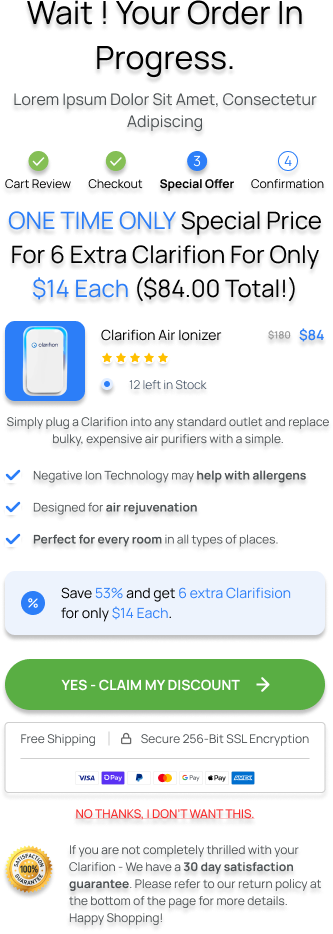 Wait ! Your Order In
Progress.
Lorem Ipsum Dolor Sit Amet, Consectetur
Adipiscing
3
4
Cart Review
Checkout
Special Offer
Confirmation
ONE TIME ONLY Special Price
For 6 Extra Clarifion For Only
$14 Each ($84.00 Total!)
clarifion
Clarifion Air Ionizer
$180 $84
12 left in Stock
Simply plug a Clarifion into any standard outlet and replace
bulky, expensive air purifiers with a simple.
Negative Ion Technology may help with allergens
Designed for air rejuvenation
Perfect for every room in all types of places.
%
Save 53% and get 6 extra Clarifision
for only $14 Each.
YES - CLAIM MY DISCOUNT
Free Shipping
Secure 256-Bit SSL Encryption
VISA Pay mastercard G Pay Pay
NO THANKS, I DON'T WANT THIS.
SATISFACTION
100%
GUARANTEE
If you are not completely thrilled with your
Clarifion - We have a 30 day satisfaction
guarantee. Please refer to our return policy at
the bottom of the page for more details.
Happy Shopping!